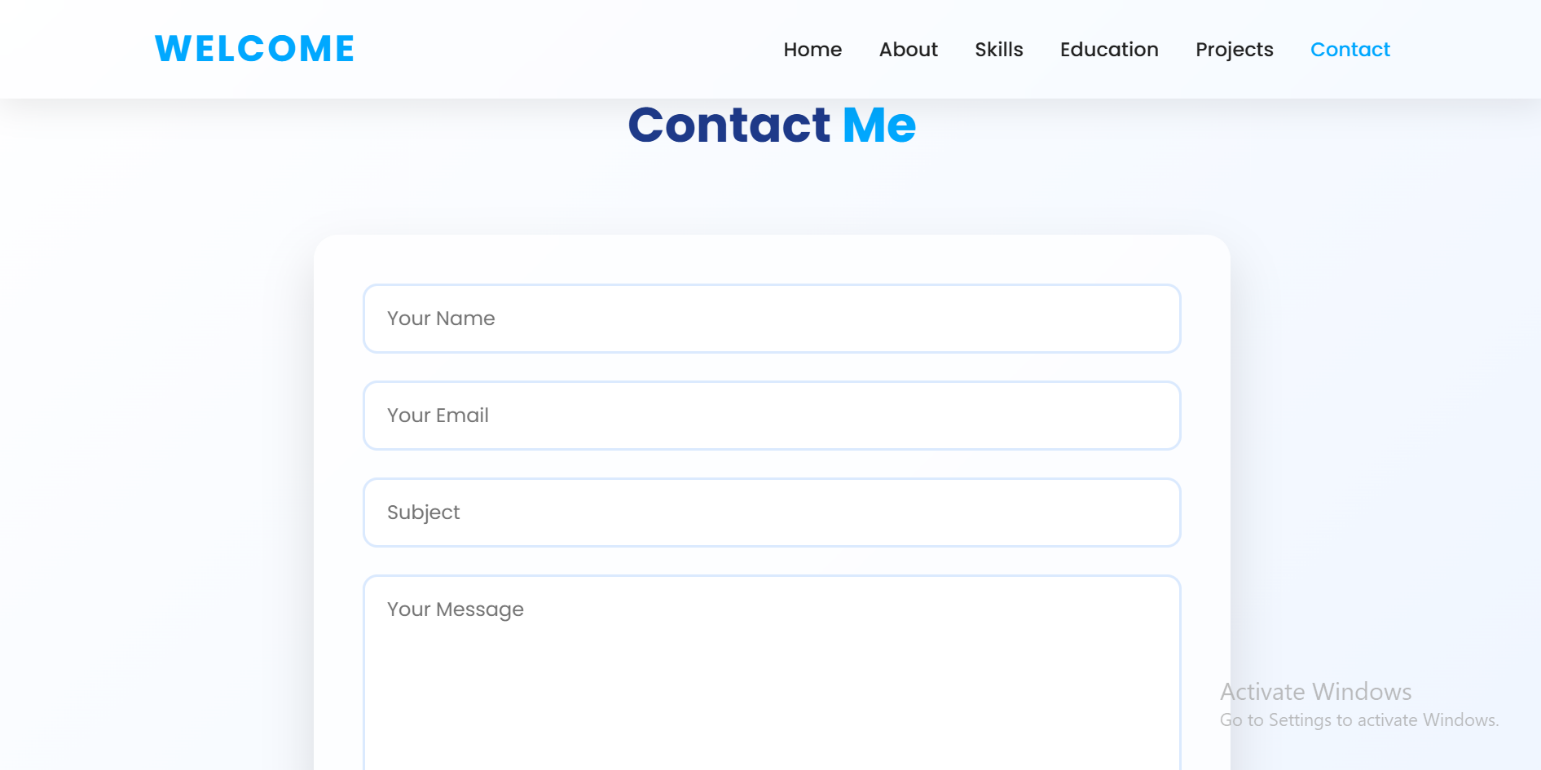 WELCOME
Home About Skills Education Projects Contact
Contact Me
Your Name
Your Email
Subject
Your Message
Activate Windows
Go to Settings to activate Windows.